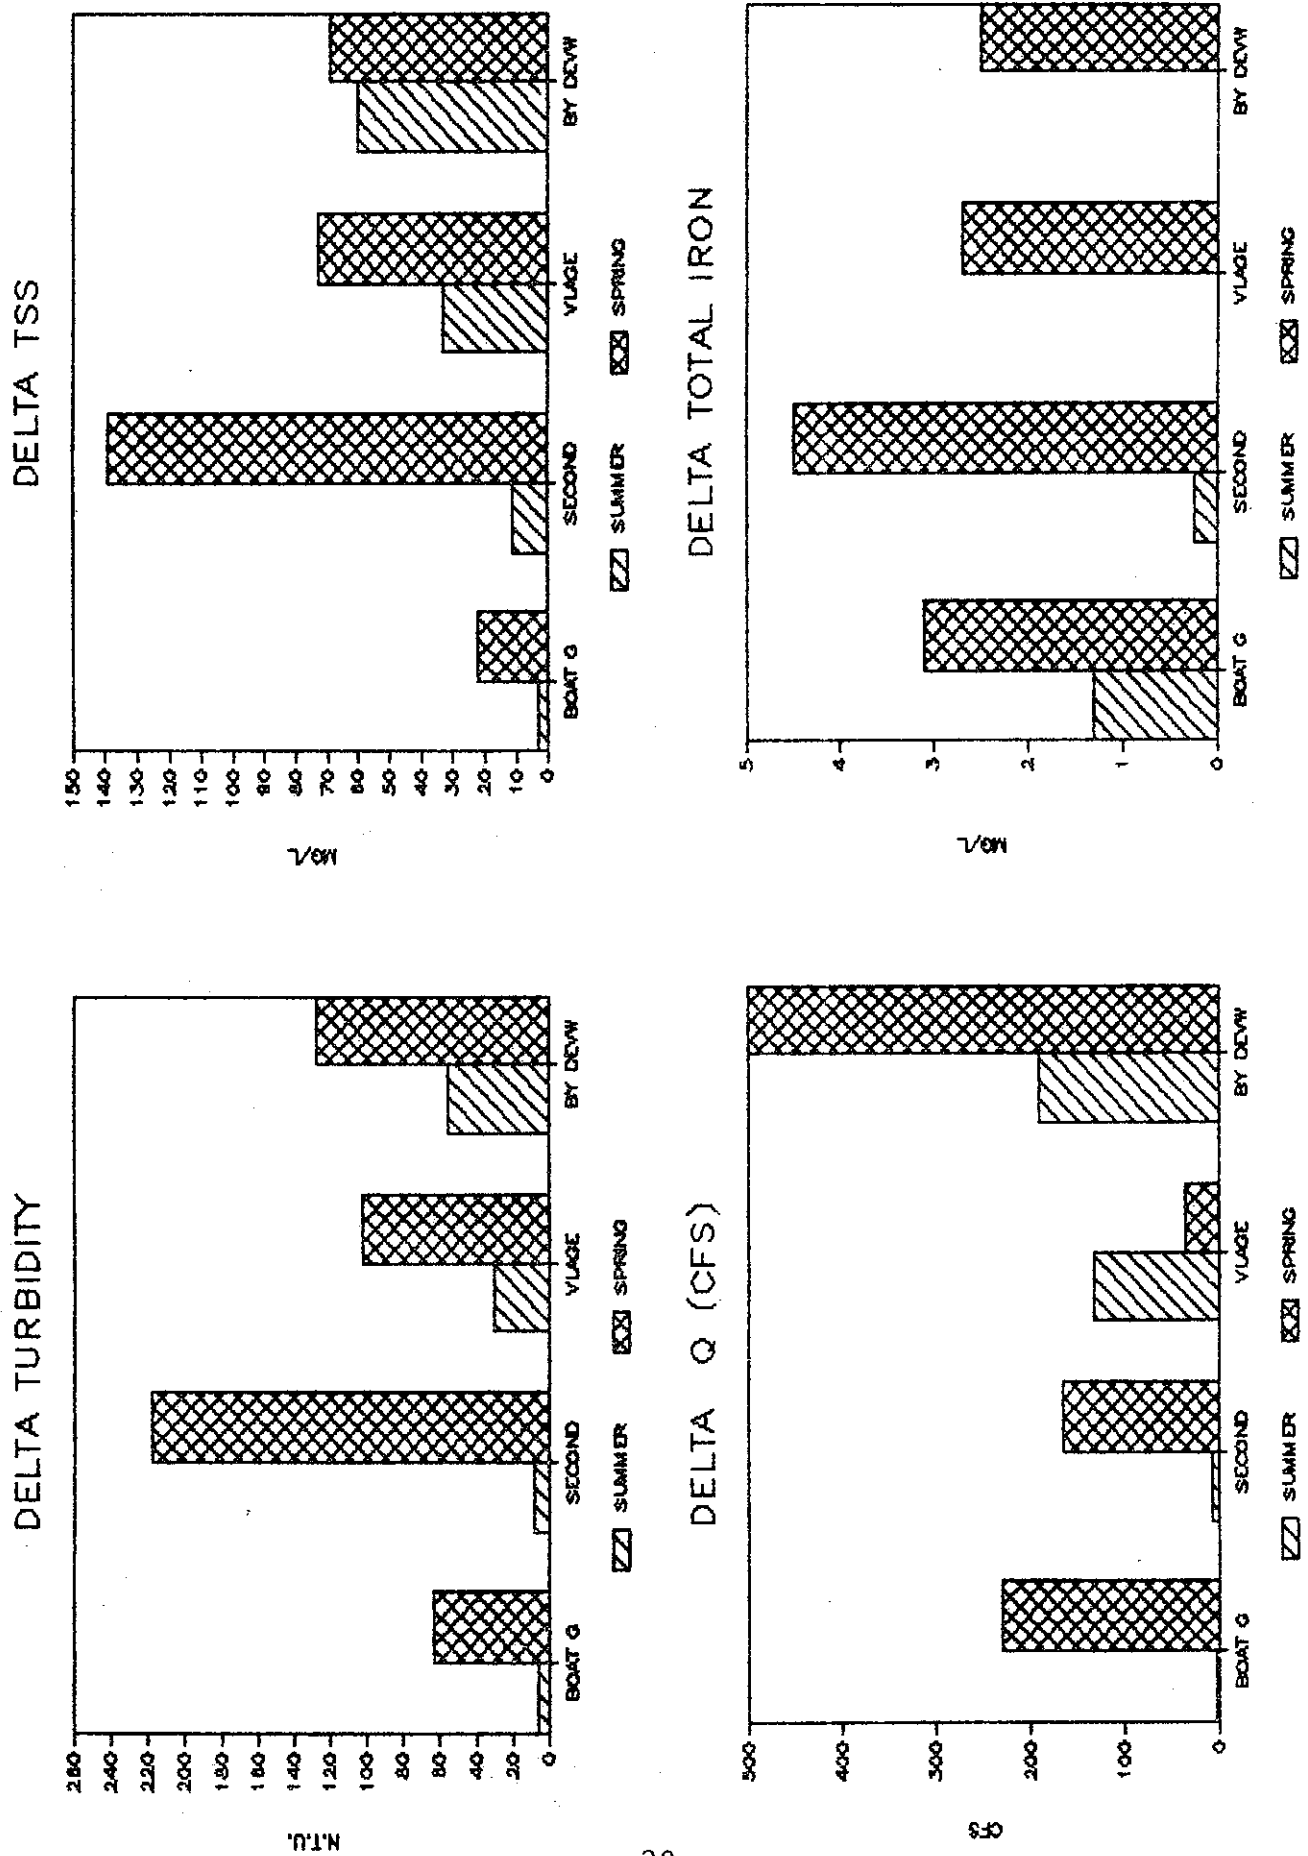 DELTA TURBIDITY
N.T.U.
260
240
220
200
180
160
140
120
100
80
60
40
20
0
BOAT G SECOND VLAGE BY DEVW
SUMMER SPRING
DELTA TSS
MG/L
150
140
130
120
110
100
90
80
70
60
50
40
30
20
10
0
BOAT G SECOND VLAGE BY DEVW
SUMMER SPRING
DELTA Q (CFS)
CFS
500
400
300
200
100
0
BOAT G SECOND VLAGE BY DEVW
SUMMER SPRING
DELTA TOTAL IRON
MG/L
5
4
3
2
1
0
BOAT G SECOND VLAGE BY DEVW
SUMMER SPRING